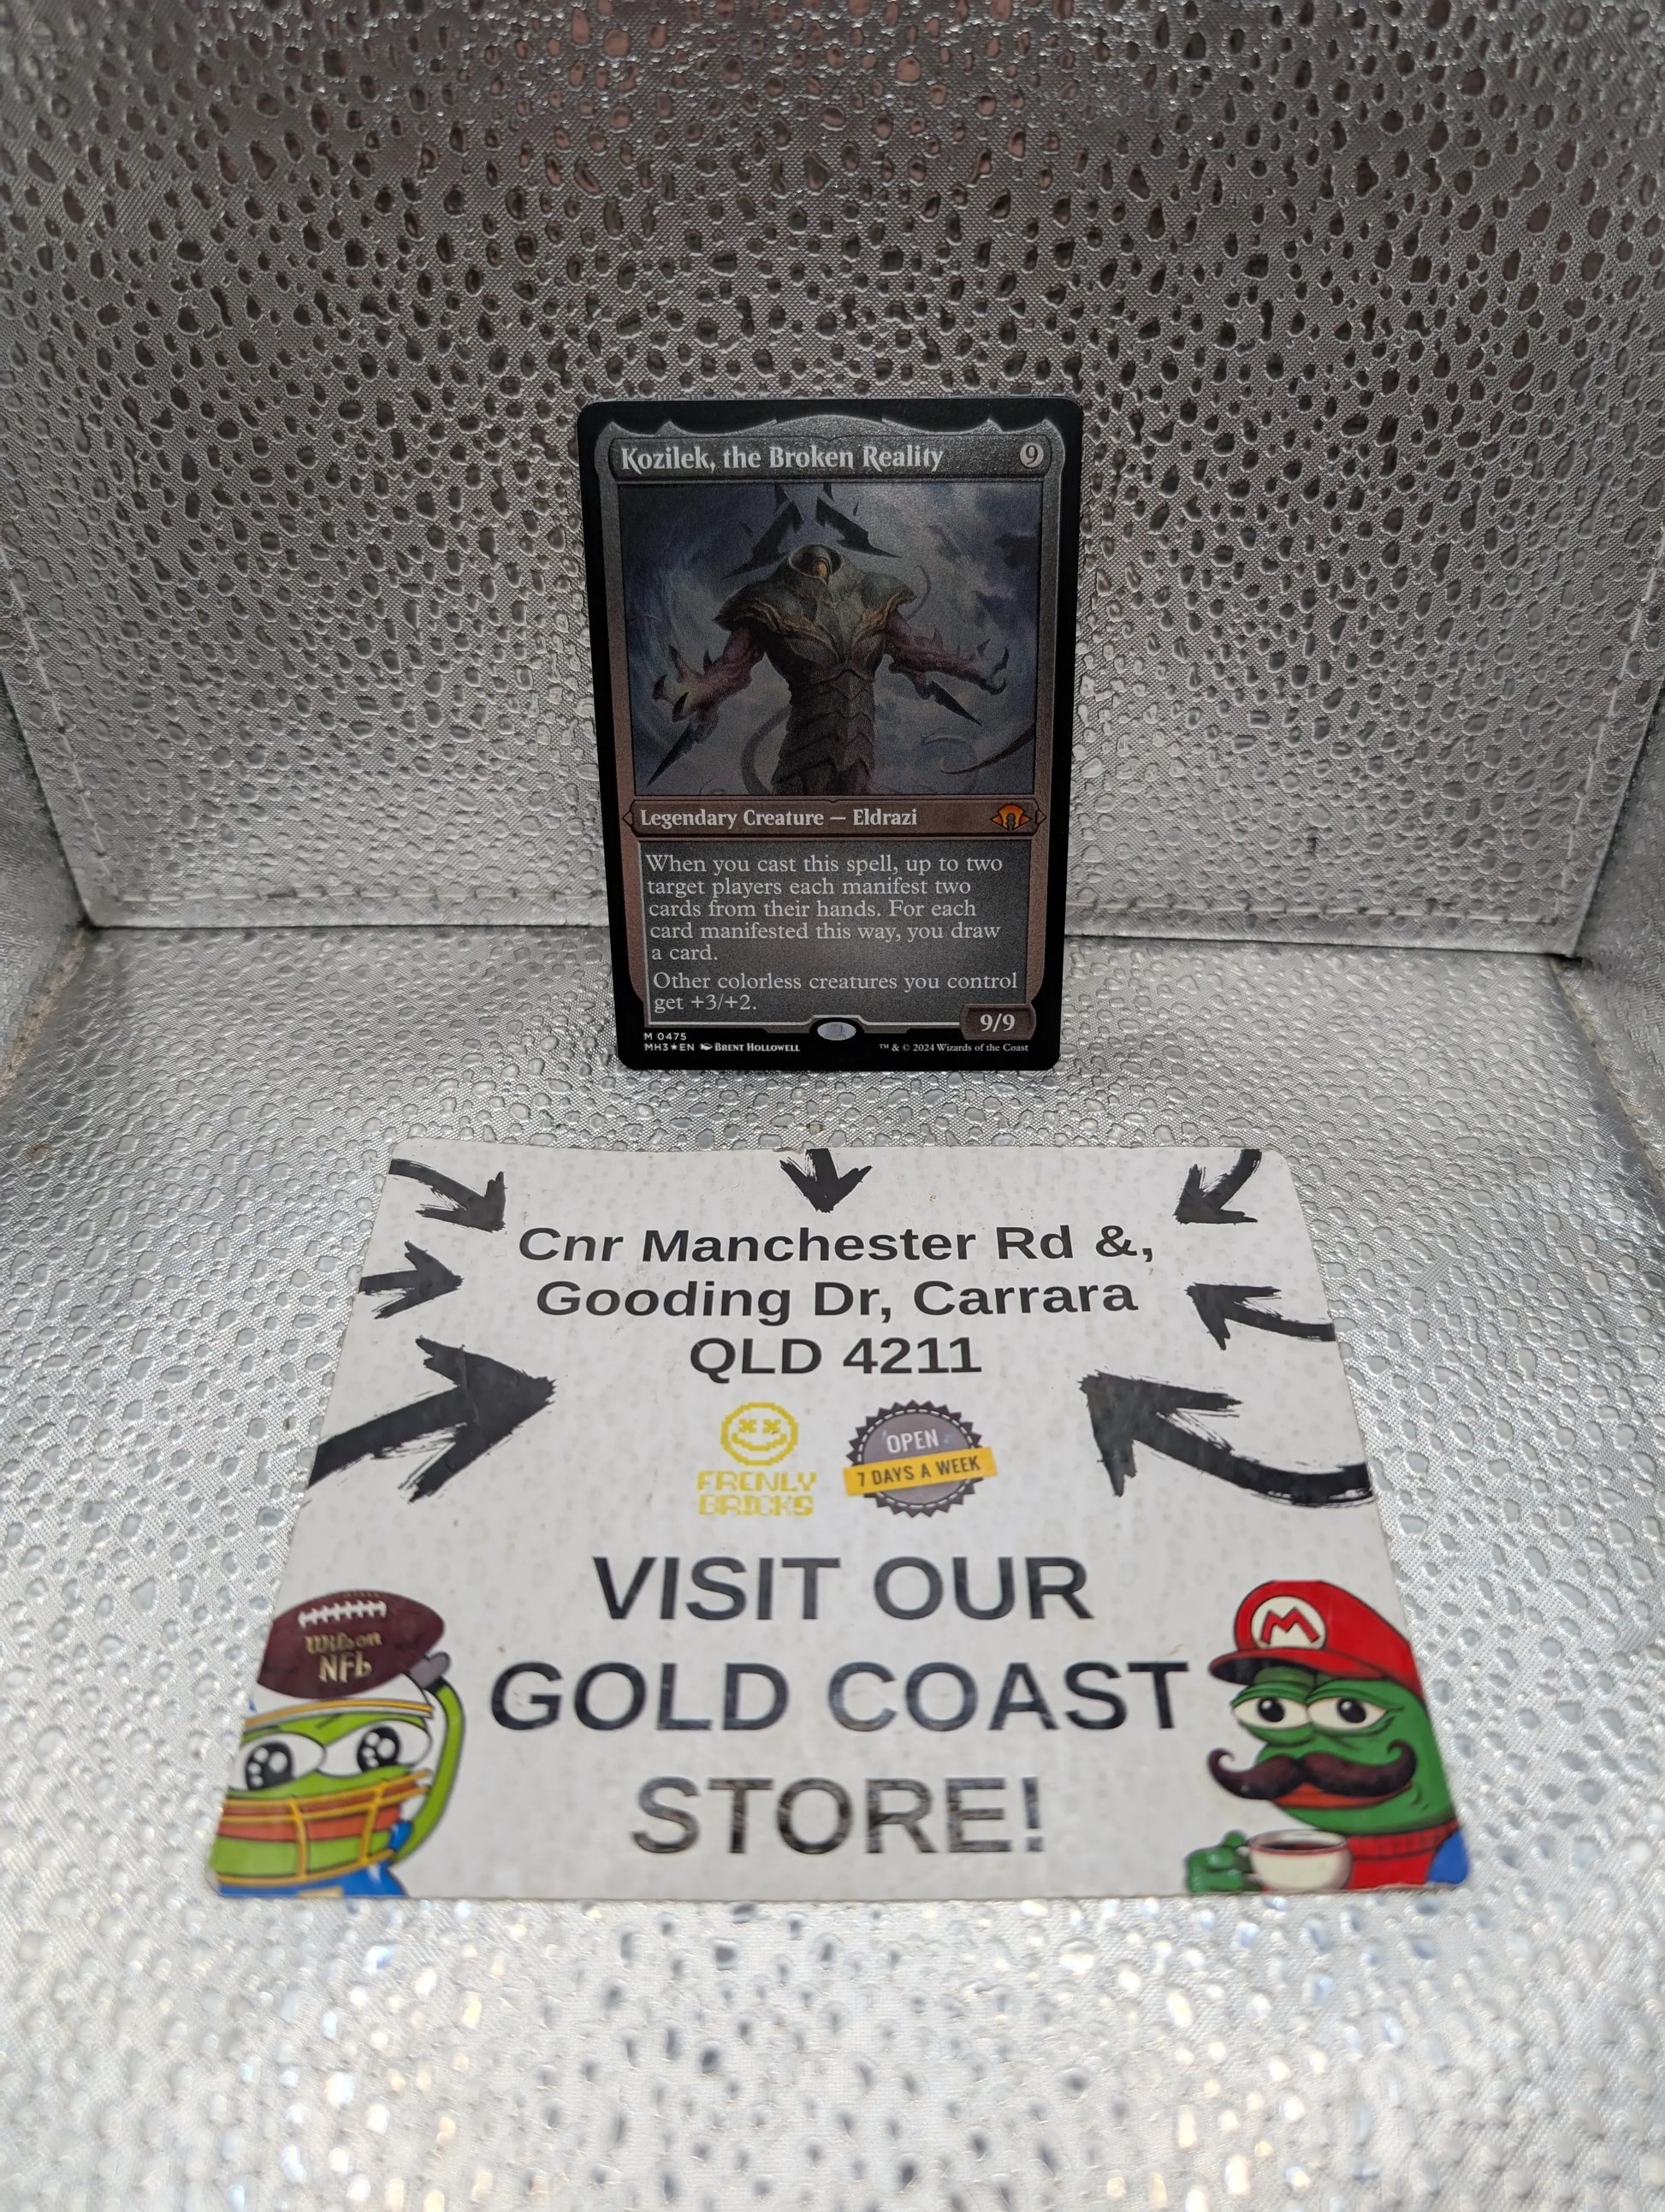 Kozilek, the Broken Reality 9
Legendary Creature — Eldrazi
When you cast this spell, up to two
target players each manifest two
cards from their hands. For each
card manifested this way, you draw
a card.
Other colorless creatures you control
get +3/+2.
9/9
M 0475
MH3★EN BRENT HOLLOWELL
™ & © 2024 Wizards of the Coast
Cnr Manchester Rd &,
Gooding Dr, Carrara
QLD 4211
FRENLY
BRICKS
OPEN
7 DAYS A WEEK
VISIT OUR
GOLD COAST
STORE!
Wilson
NFL
M